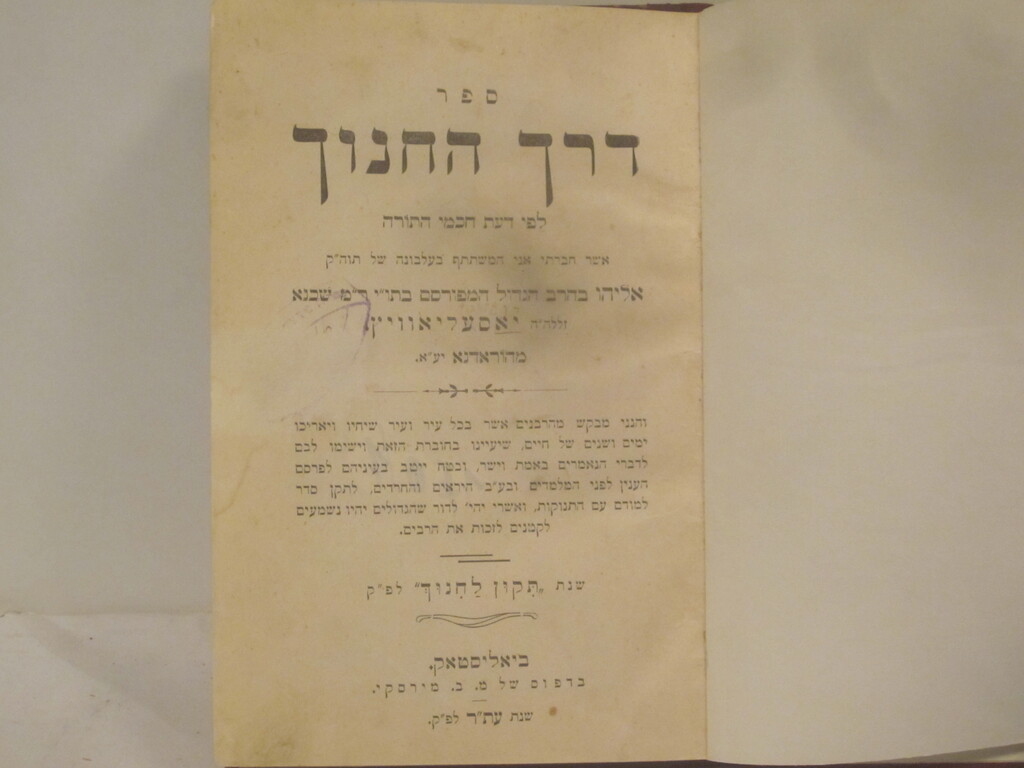 ספר
דרך החנוך
לפי דעת חכמי התורה
אשר חברתי אני המשתתף בעלבונה של תוה"ק
אליהו בהרב הגדול המפורסם בתו"י ר"מ שבנא
זללה"ה יאסעליאוויץ.
מהוראדנא יע"א.
והנני מבקש מהרבנים אשר בכל עיר ועיר שיחיו ויאריכו
ימים ושנים של חיים, שיעיינו בחוברת הזאת וישימו לבם
לדברי הנאמרים באמת ויושר, ובטח ייטב בעיניהם לפרסם
הענין לפני המלמדים ובע"ב היראים והחרדים, לתקן סדר
למודם עם התנוקות, ואשרי יהי' לדור שהגדולים יהיו נשמעים
לקטנים לזכות את הרבים.
שנת „תִקון לַחִנוּך" לפ"ק
ביאליסטאק.
בדפוס של מ. ב. מירסקי.
שנת עת"ר לפ"ק.